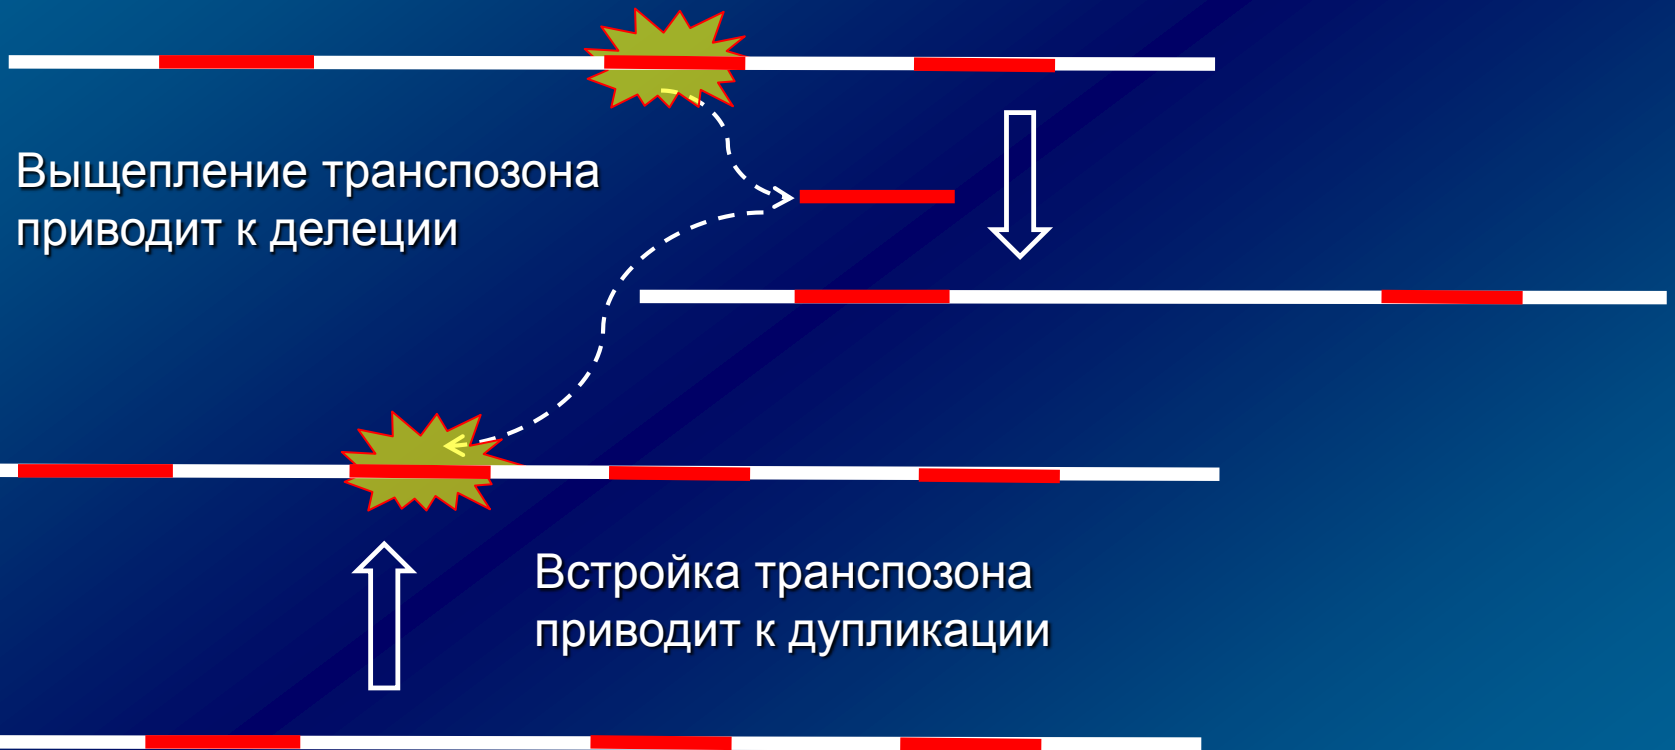 Выщепление транспозона
приводит к делеции
Встройка транспозона
приводит к дупликации